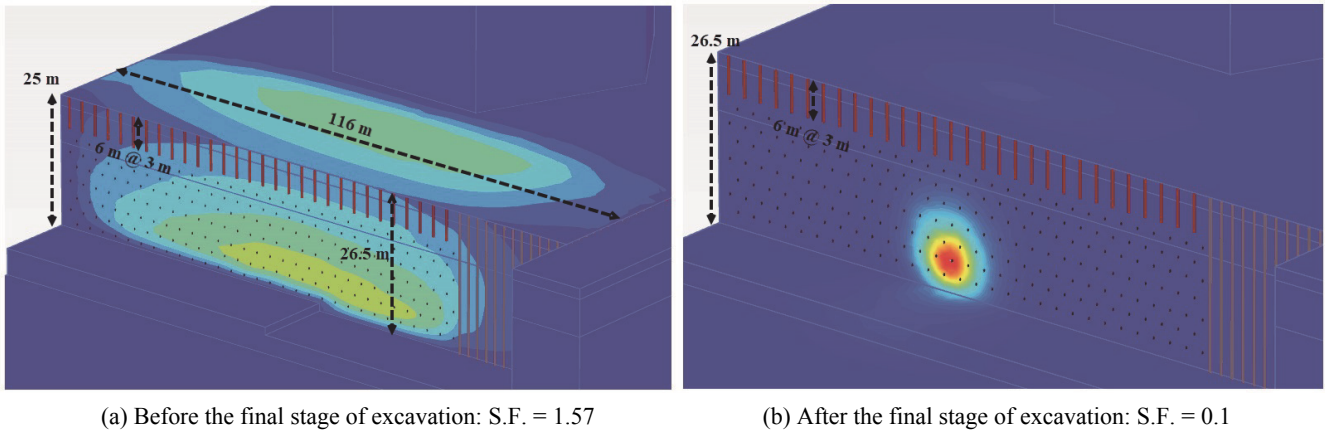 25 m
116 m
6 m @ 3 m
26.5 m
(a) Before the final stage of excavation: S.F. = 1.57
26.5 m
6 m @ 3 m
(b) After the final stage of excavation: S.F. = 0.1